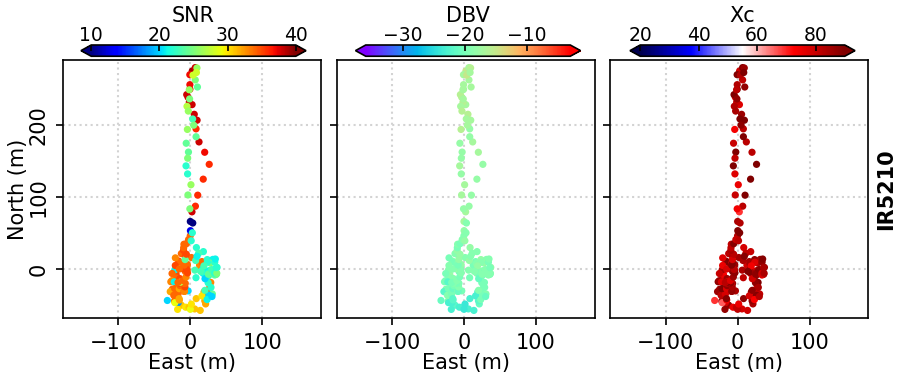 SNR DBV Xc
10 20 30 40 −30 −20 −10 20 40 60 80
North (m)
200
100
0
−100 0 100 −100 0 100 −100 0 100
East (m) East (m) East (m)
IR5210